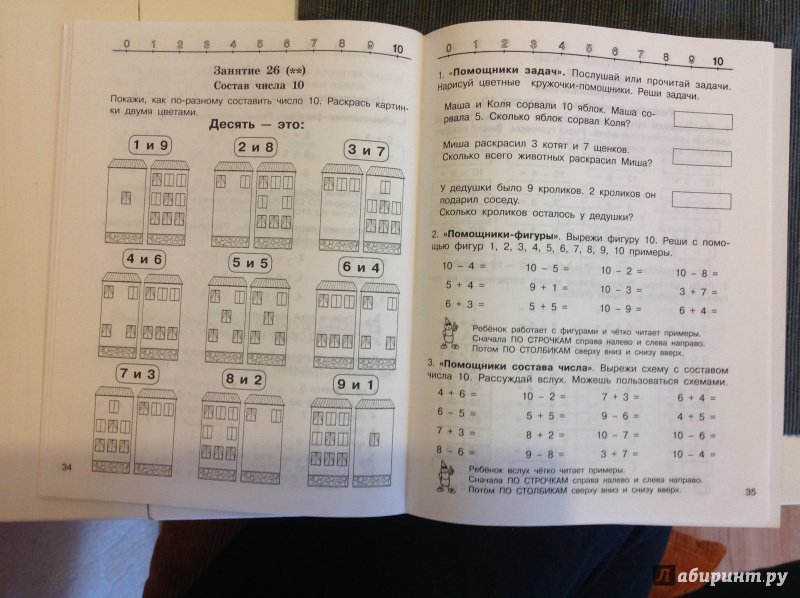 0 1 2 3 4 5 6 7 8 9 10
Занятие 26 (**)
Состав числа 10
Покажи, как по-разному составить число 10. Раскрась картин-
ки двумя цветами.
Десять — это:
1 и 9 2 и 8 3 и 7
4 и 6 5 и 5 6 и 4
7 и 3 8 и 2 9 и 1
34
0 1 2 3 4 5 6 7 8 9 10
1. «Помощники задач». Послушай или прочитай задачи.
Нарисуй цветные кружочки-помощники. Реши задачи.
Маша и Коля сорвали 10 яблок. Маша со-
рвала 5. Сколько яблок сорвал Коля?
Миша раскрасил 3 котят и 7 щенков.
Сколько всего животных раскрасил Миша?
У дедушки было 9 кроликов. 2 кроликов он
подарил соседу.
Сколько кроликов осталось у дедушки?
2. «Помощники-фигуры». Вырежи фигуру 10. Реши с помо-
щью фигур 1, 2, 3, 4, 5, 6, 7, 8, 9, 10 примеры.
10 – 4 = 10 – 5 = 10 – 2 = 10 – 8 =
5 + 4 = 9 + 1 = 10 – 3 = 3 + 7 =
6 + 3 = 5 + 5 = 10 – 9 = 6 + 4 =
Ребёнок работает с фигурами и чётко читает примеры.
Сначала ПО СТРОЧКАМ справа налево и слева направо.
Потом ПО СТОЛБИКАМ сверху вниз и снизу вверх.
3. «Помощники состава числа». Вырежи схему с составом
числа 10. Рассуждай вслух. Можешь пользоваться схемами.
4 + 6 = 10 – 2 = 7 + 3 = 6 + 4 =
6 – 5 = 5 + 5 = 9 – 6 = 4 + 5 =
7 + 3 = 8 + 2 = 10 – 7 = 10 – 6 =
8 – 6 = 9 – 8 = 3 + 7 = 10 – 4 =
Ребёнок вслух чётко читает примеры.
Сначала ПО СТРОЧКАМ справа налево и слева направо.
Потом ПО СТОЛБИКАМ сверху вниз и снизу вверх.
35
Лабиринт.ру